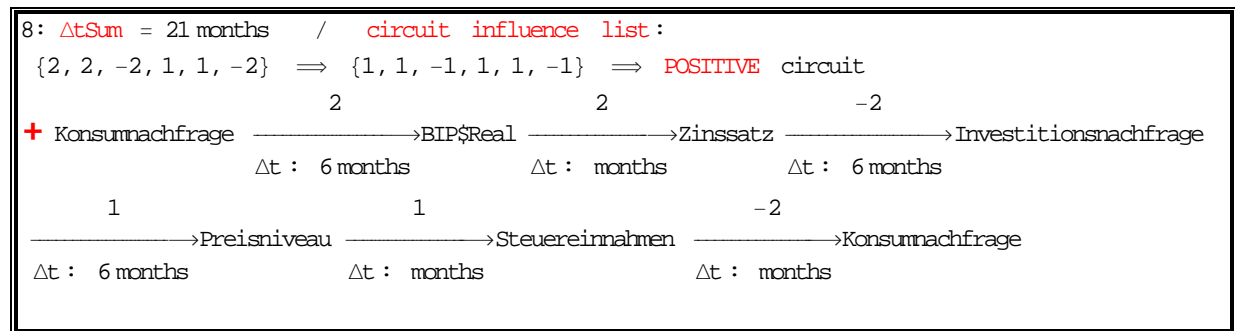 8: ΔtSum = 21 months / circuit influence list:
{2, 2, -2, 1, 1, -2} ⟹ {1, 1, -1, 1, 1, -1} ⟹ POSITIVE circuit
2 2 -2
+ Konsumnachfrage ⟶BIP$Real ⟶Zinssatz ⟶Investitionsnachfrage
Δt: 6 months Δt: months Δt: 6 months
1 1 -2
⟶Preisniveau ⟶Steuereinnahmen ⟶Konsumnachfrage
Δt: 6 months Δt: months Δt: months